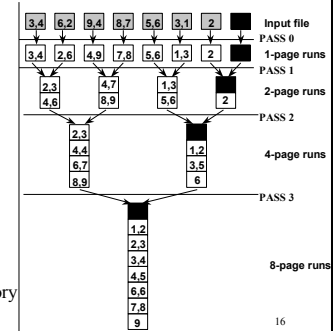 3,4 6,2 9,4 8,7 5,6 3,1 2 Input file
PASS 0
3,4 2,6 4,9 7,8 5,6 1,3 2 1-page runs
PASS 1
2,3 4,7 1,3 2-page runs
4,6 8,9 5,6 2
PASS 2
2,3
4,4 1,2 4-page runs
6,7 3,5
8,9 6
PASS 3
1,2
2,3
3,4 8-page runs
4,5
6,6
ory 7,8
9 16